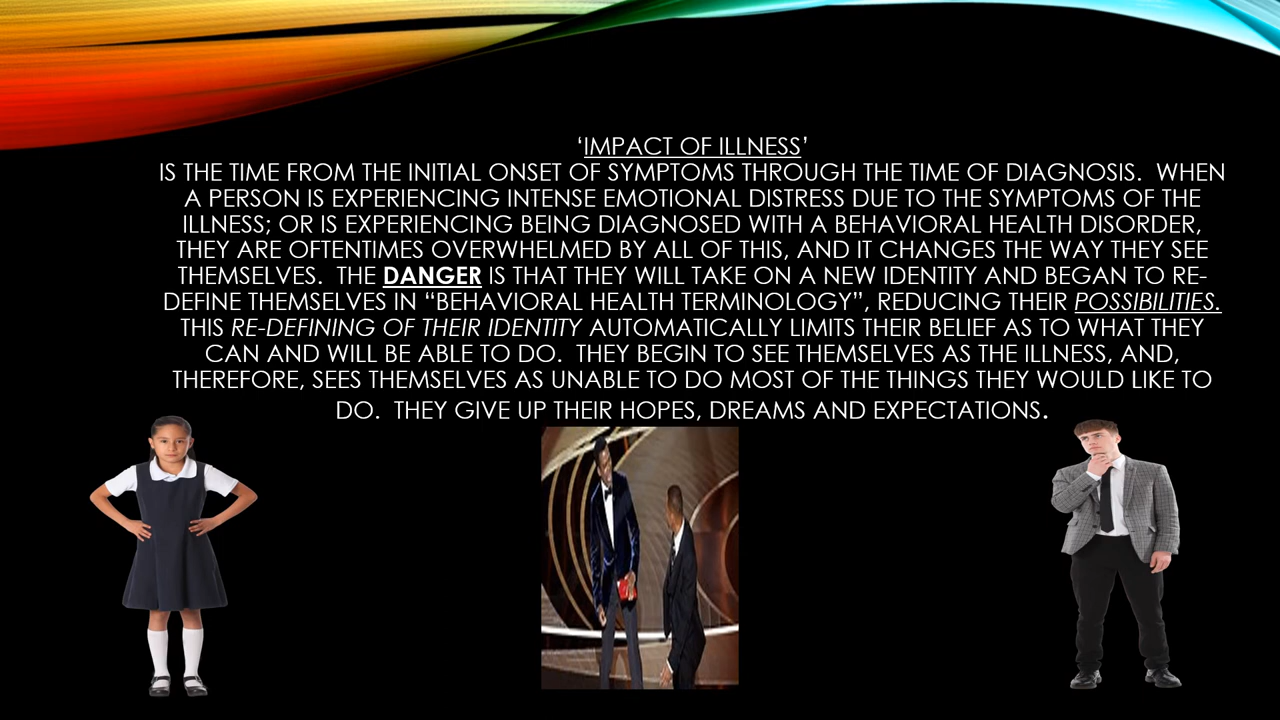 ‘IMPACT OF ILLNESS’
IS THE TIME FROM THE INITIAL ONSET OF SYMPTOMS THROUGH THE TIME OF DIAGNOSIS.  WHEN
A PERSON IS EXPERIENCING INTENSE EMOTIONAL DISTRESS DUE TO THE SYMPTOMS OF THE
ILLNESS; OR IS EXPERIENCING BEING DIAGNOSED WITH A BEHAVIORAL HEALTH DISORDER,
THEY ARE OFTENTIMES OVERWHELMED BY ALL OF THIS, AND IT CHANGES THE WAY THEY SEE
THEMSELVES.  THE DANGER IS THAT THEY WILL TAKE ON A NEW IDENTITY AND BEGAN TO RE-
DEFINE THEMSELVES IN “BEHAVIORAL HEALTH TERMINOLOGY”, REDUCING THEIR POSSIBILITIES.
THIS RE-DEFINING OF THEIR IDENTITY AUTOMATICALLY LIMITS THEIR BELIEF AS TO WHAT THEY
CAN AND WILL BE ABLE TO DO.  THEY BEGIN TO SEE THEMSELVES AS THE ILLNESS, AND,
THEREFORE, SEES THEMSELVES AS UNABLE TO DO MOST OF THE THINGS THEY WOULD LIKE TO
DO.  THEY GIVE UP THEIR HOPES, DREAMS AND EXPECTATIONS.